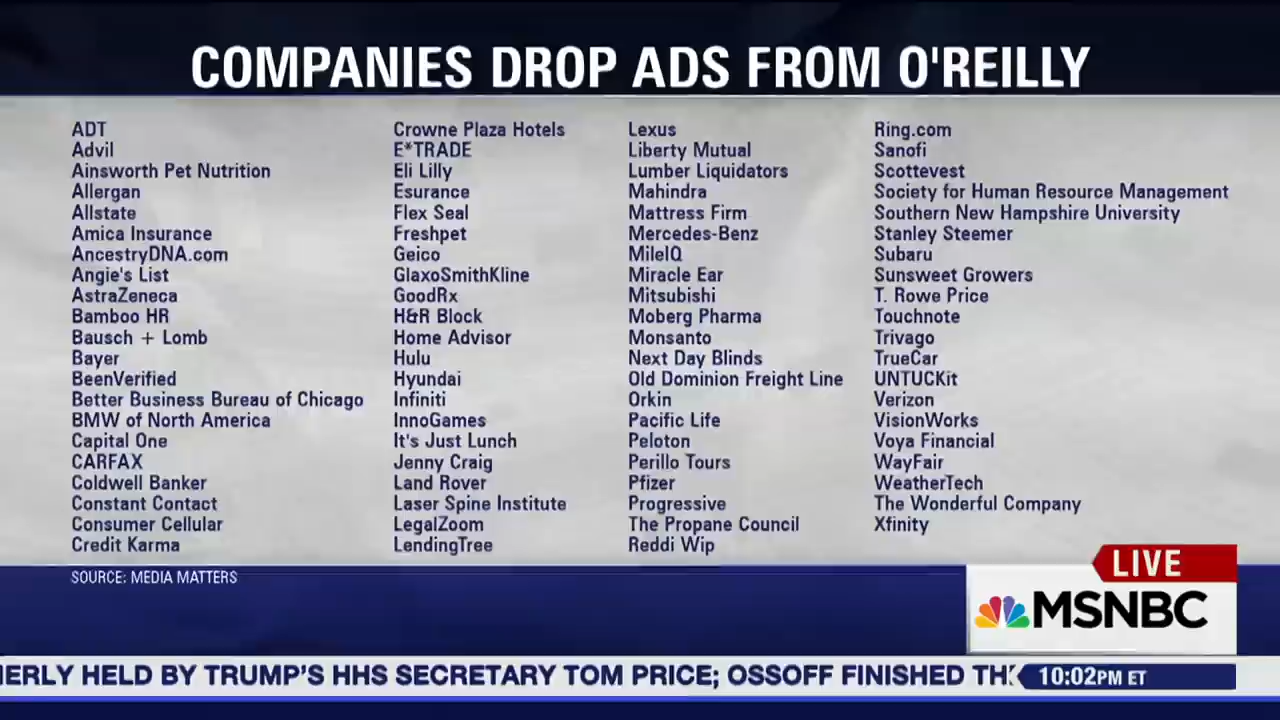 COMPANIES DROP ADS FROM O'REILLY
ADT
Advil
Ainsworth Pet Nutrition
Allergan
Allstate
Amica Insurance
AncestryDNA.com
Angie's List
AstraZeneca
Bamboo HR
Bausch + Lomb
Bayer
BeenVerified
Better Business Bureau of Chicago
BMW of North America
Capital One
CARFAX
Coldwell Banker
Constant Contact
Consumer Cellular
Credit Karma
Crowne Plaza Hotels
E*TRADE
Eli Lilly
Esurance
Flex Seal
Freshpet
Geico
GlaxoSmithKline
GoodRx
H&R Block
Home Advisor
Hulu
Hyundai
Infiniti
InnoGames
It's Just Lunch
Jenny Craig
Land Rover
Laser Spine Institute
LegalZoom
LendingTree
Lexus
Liberty Mutual
Lumber Liquidators
Mahindra
Mattress Firm
Mercedes-Benz
MileIQ
Miracle Ear
Mitsubishi
Moberg Pharma
Monsanto
Next Day Blinds
Old Dominion Freight Line
Orkin
Pacific Life
Peloton
Perillo Tours
Pfizer
Progressive
The Propane Council
Reddi Wip
Ring.com
Sanofi
Scottevest
Society for Human Resource Management
Southern New Hampshire University
Stanley Steemer
Subaru
Sunsweet Growers
T. Rowe Price
Touchnote
Trivago
TrueCar
UNTUCKit
Verizon
VisionWorks
Voya Financial
WayFair
WeatherTech
The Wonderful Company
Xfinity
SOURCE: MEDIA MATTERS
LIVE
MSNBC
HELD BY TRUMP'S HHS SECRETARY TOM PRICE; OSSOFF FINISHED
10:02PM ET